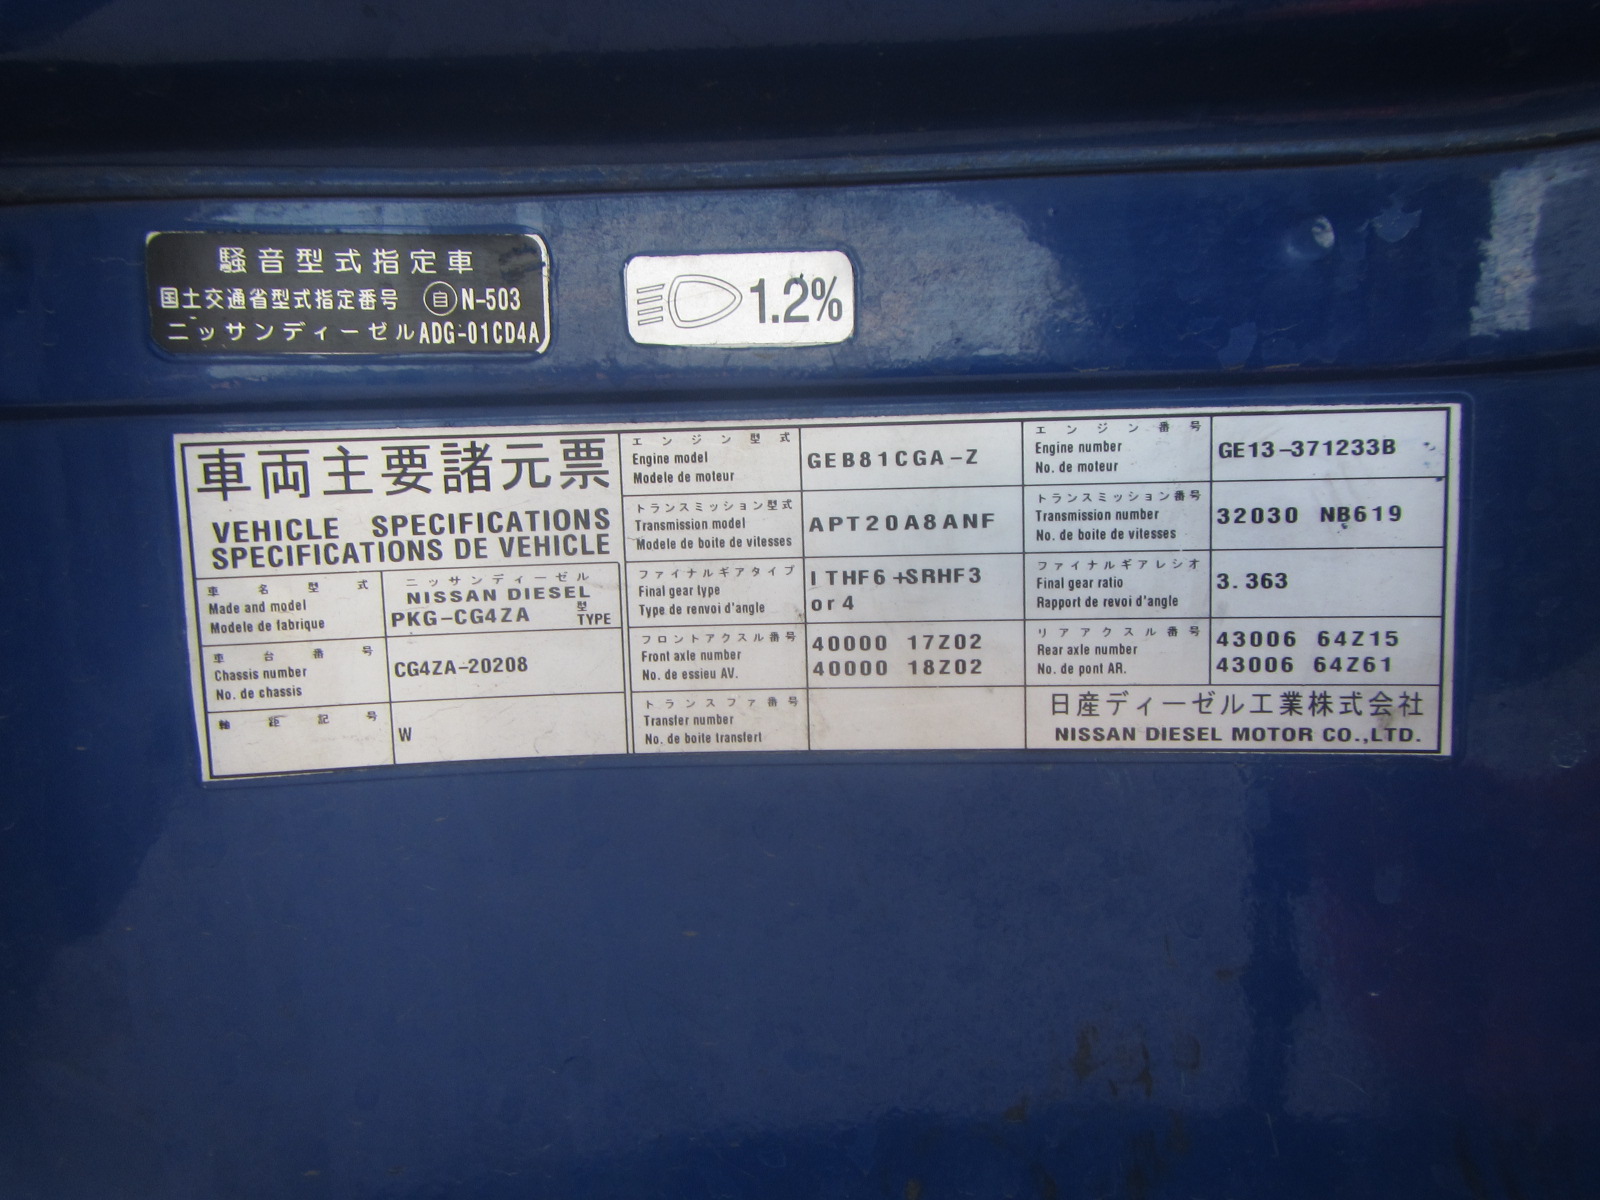 騒音型式指定車
国土交通省型式指定番号 自 N-503
ニッサンディーゼル ADG-01CD4A
1.2%
車両主要諸元票
VEHICLE SPECIFICATIONS
SPECIFICATIONS DE VEHICLE
車名型式
Made and model
Modele de fabrique
ニッサンディーゼル
NISSAN DIESEL
PKG-CG4ZA 型 TYPE
車台番号
Chassis number
No. de chassis
CG4ZA-20208
軸距記号
W
エンジン型式
Engine model
Modele de moteur
GEB81CGA-Z
トランスミッション型式
Transmission model
Modele de boite de vitesses
APT20A8ANF
ファイナルギアタイプ
Final gear type
Type de renvoi d'angle
ITHF6+SRHF3
or4
フロントアクスル番号
Front axle number
No. de essieu AV.
40000 17Z02
40000 18Z02
トランスファ番号
Transfer number
No. de boite transfert
エンジン番号
Engine number
No. de moteur
GE13-371233B
トランスミッション番号
Transmission number
No. de boite de vitesses
32030 NB619
ファイナルギアレシオ
Final gear ratio
Rapport de revoi d'angle
3.363
リアアクスル番号
Rear axle number
No. de pont AR.
43006 64Z15
43006 64Z61
日産ディーゼル工業株式会社
NISSAN DIESEL MOTOR CO.,LTD.